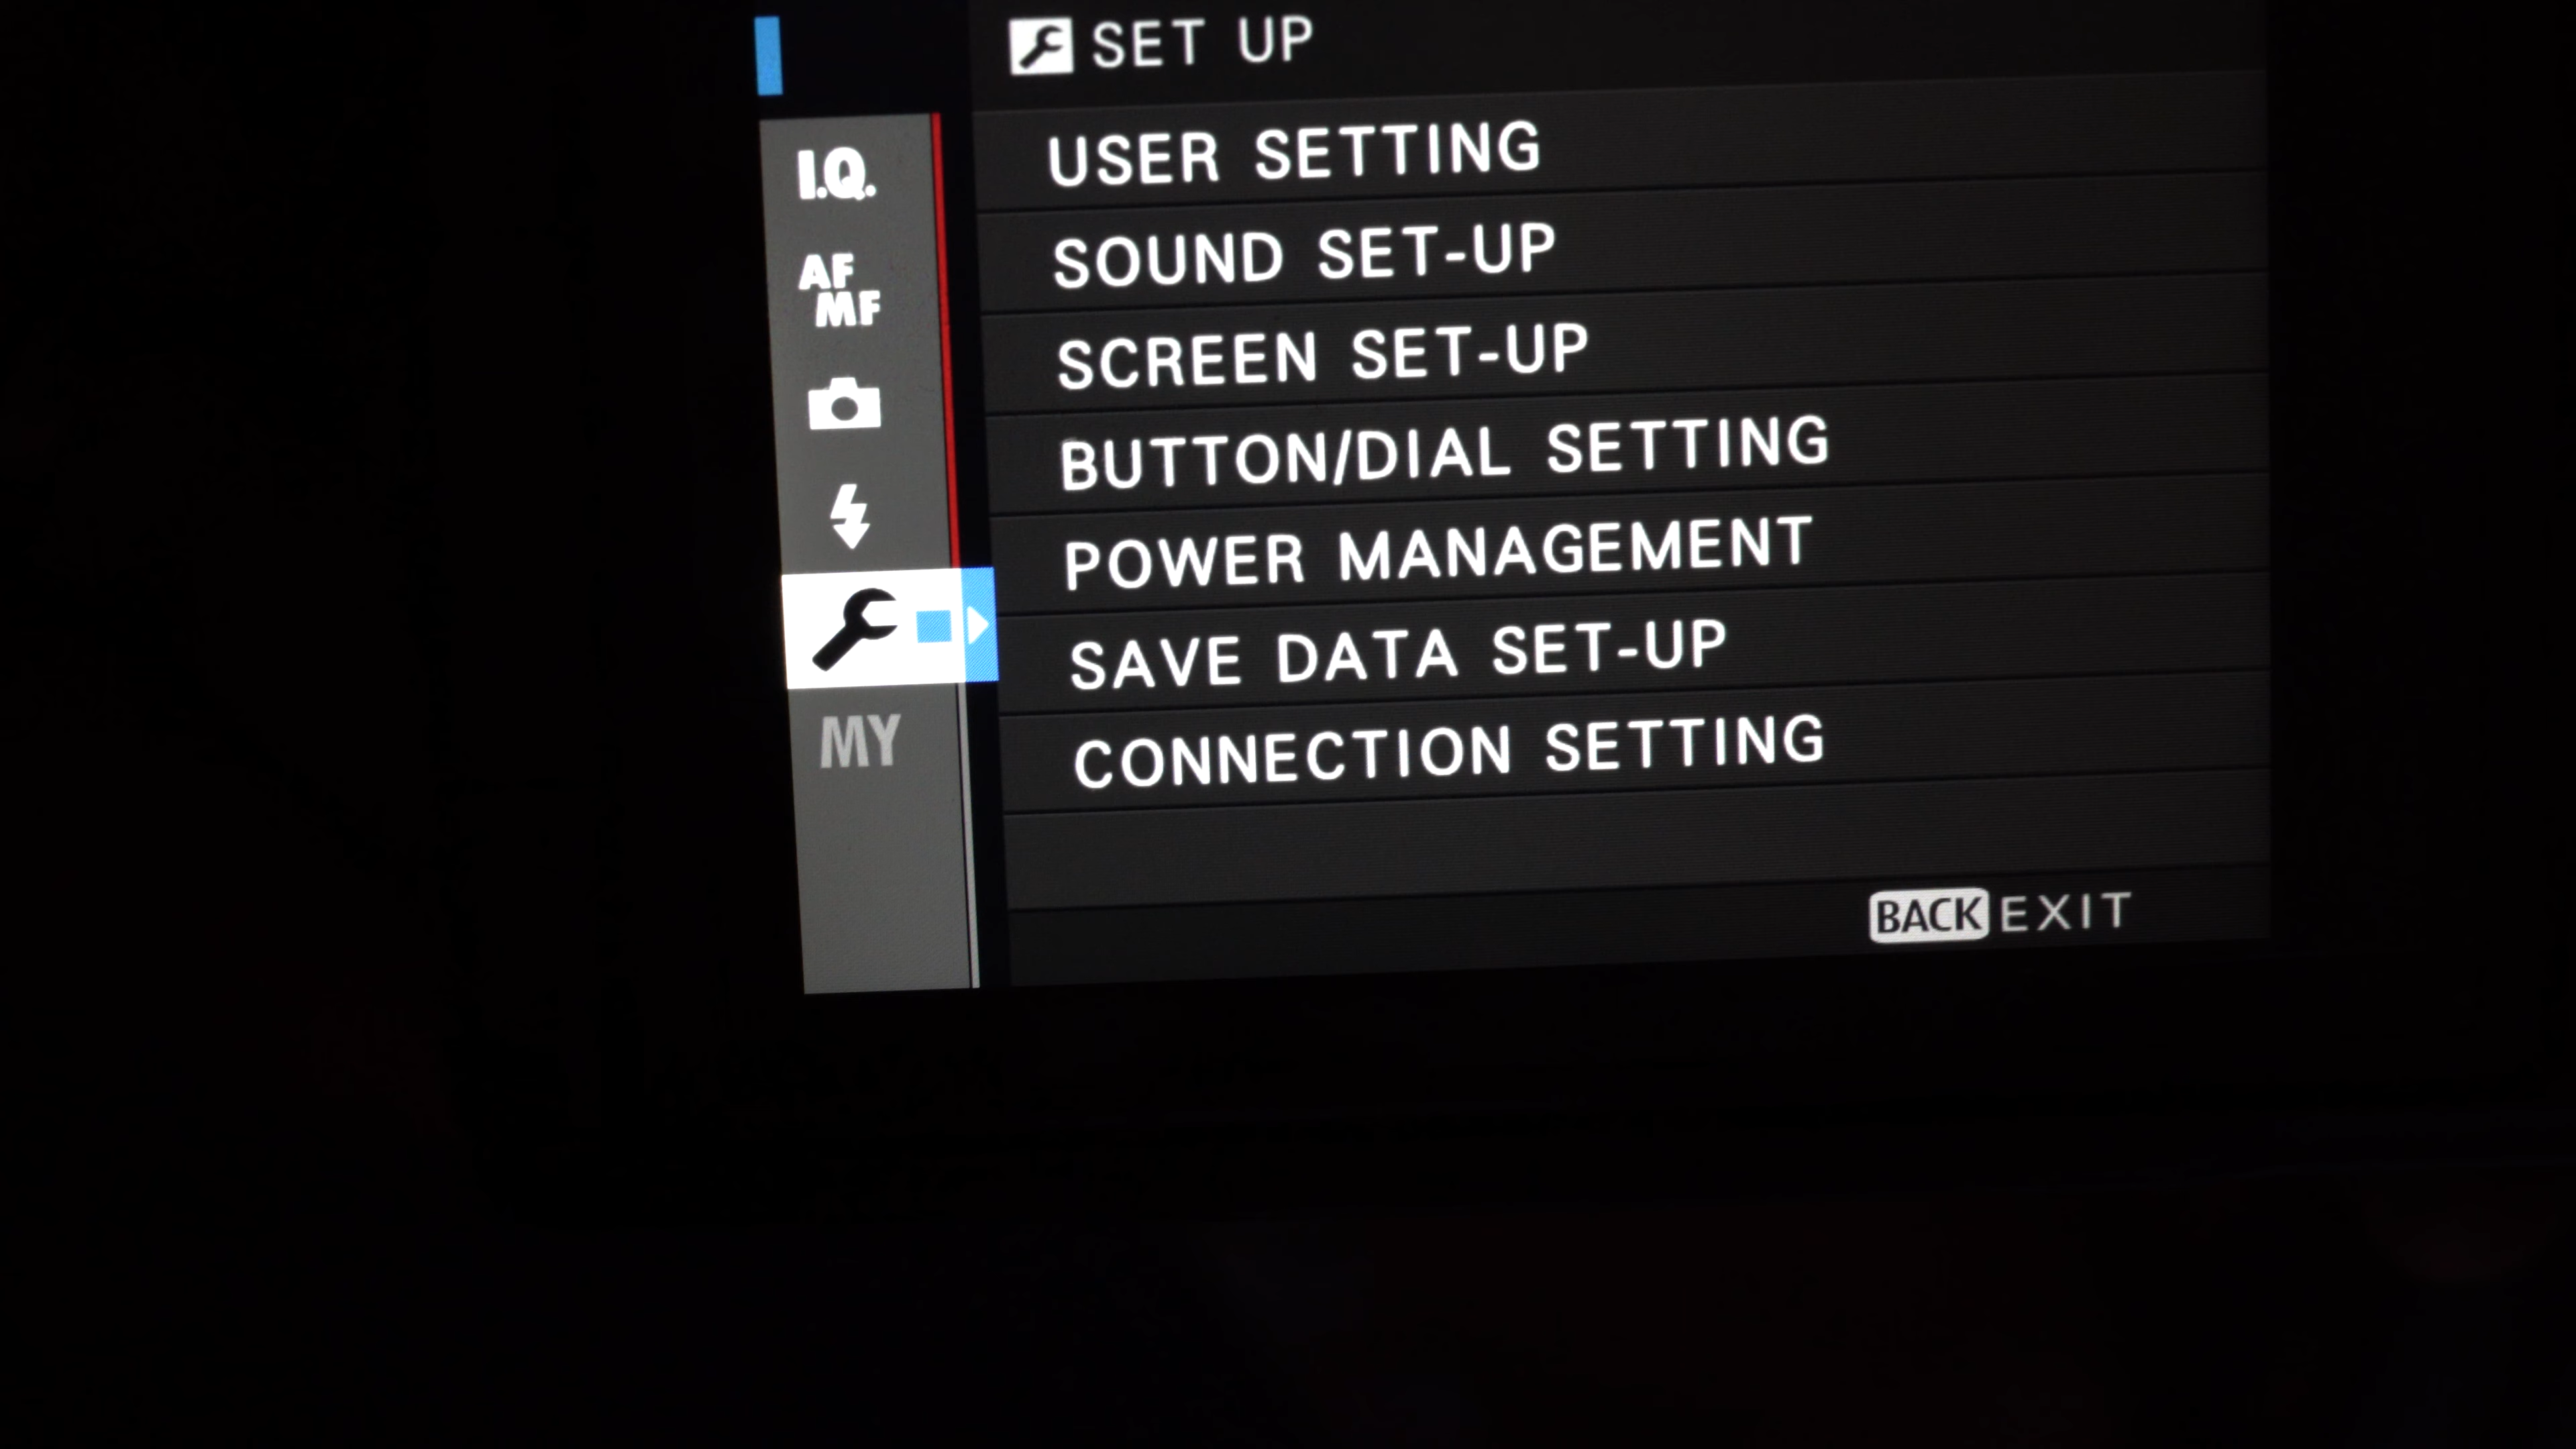 SET UP
I.Q.
AF
MF
MY
USER SETTING
SOUND SET-UP
SCREEN SET-UP
BUTTON/DIAL SETTING
POWER MANAGEMENT
SAVE DATA SET-UP
CONNECTION SETTING
BACK EXIT